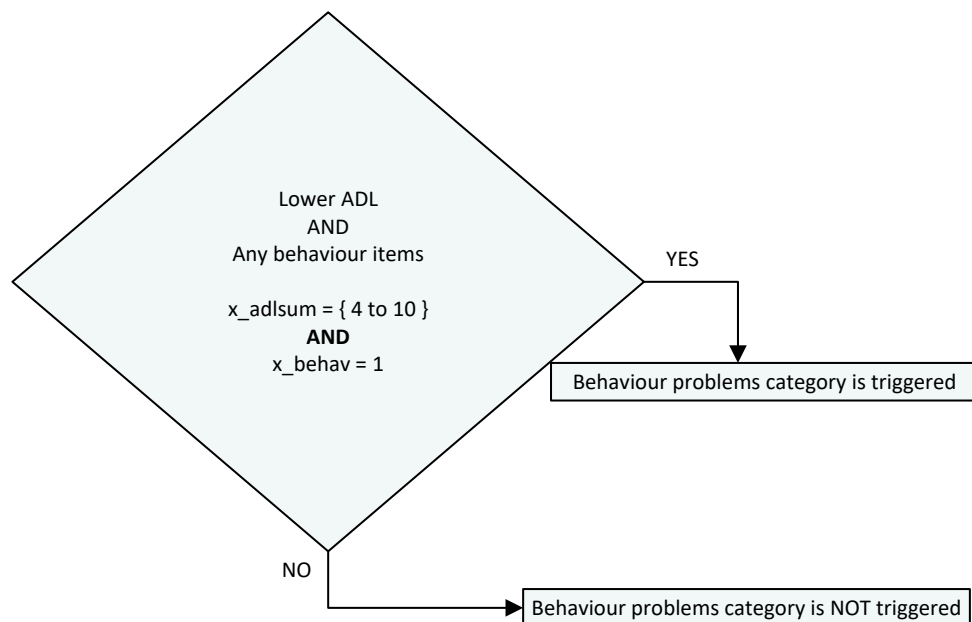 Lower ADL
AND
Any behaviour items
x_adlsum = { 4 to 10 }
AND
x_behav = 1
YES
Behaviour problems category is triggered
NO
Behaviour problems category is NOT triggered